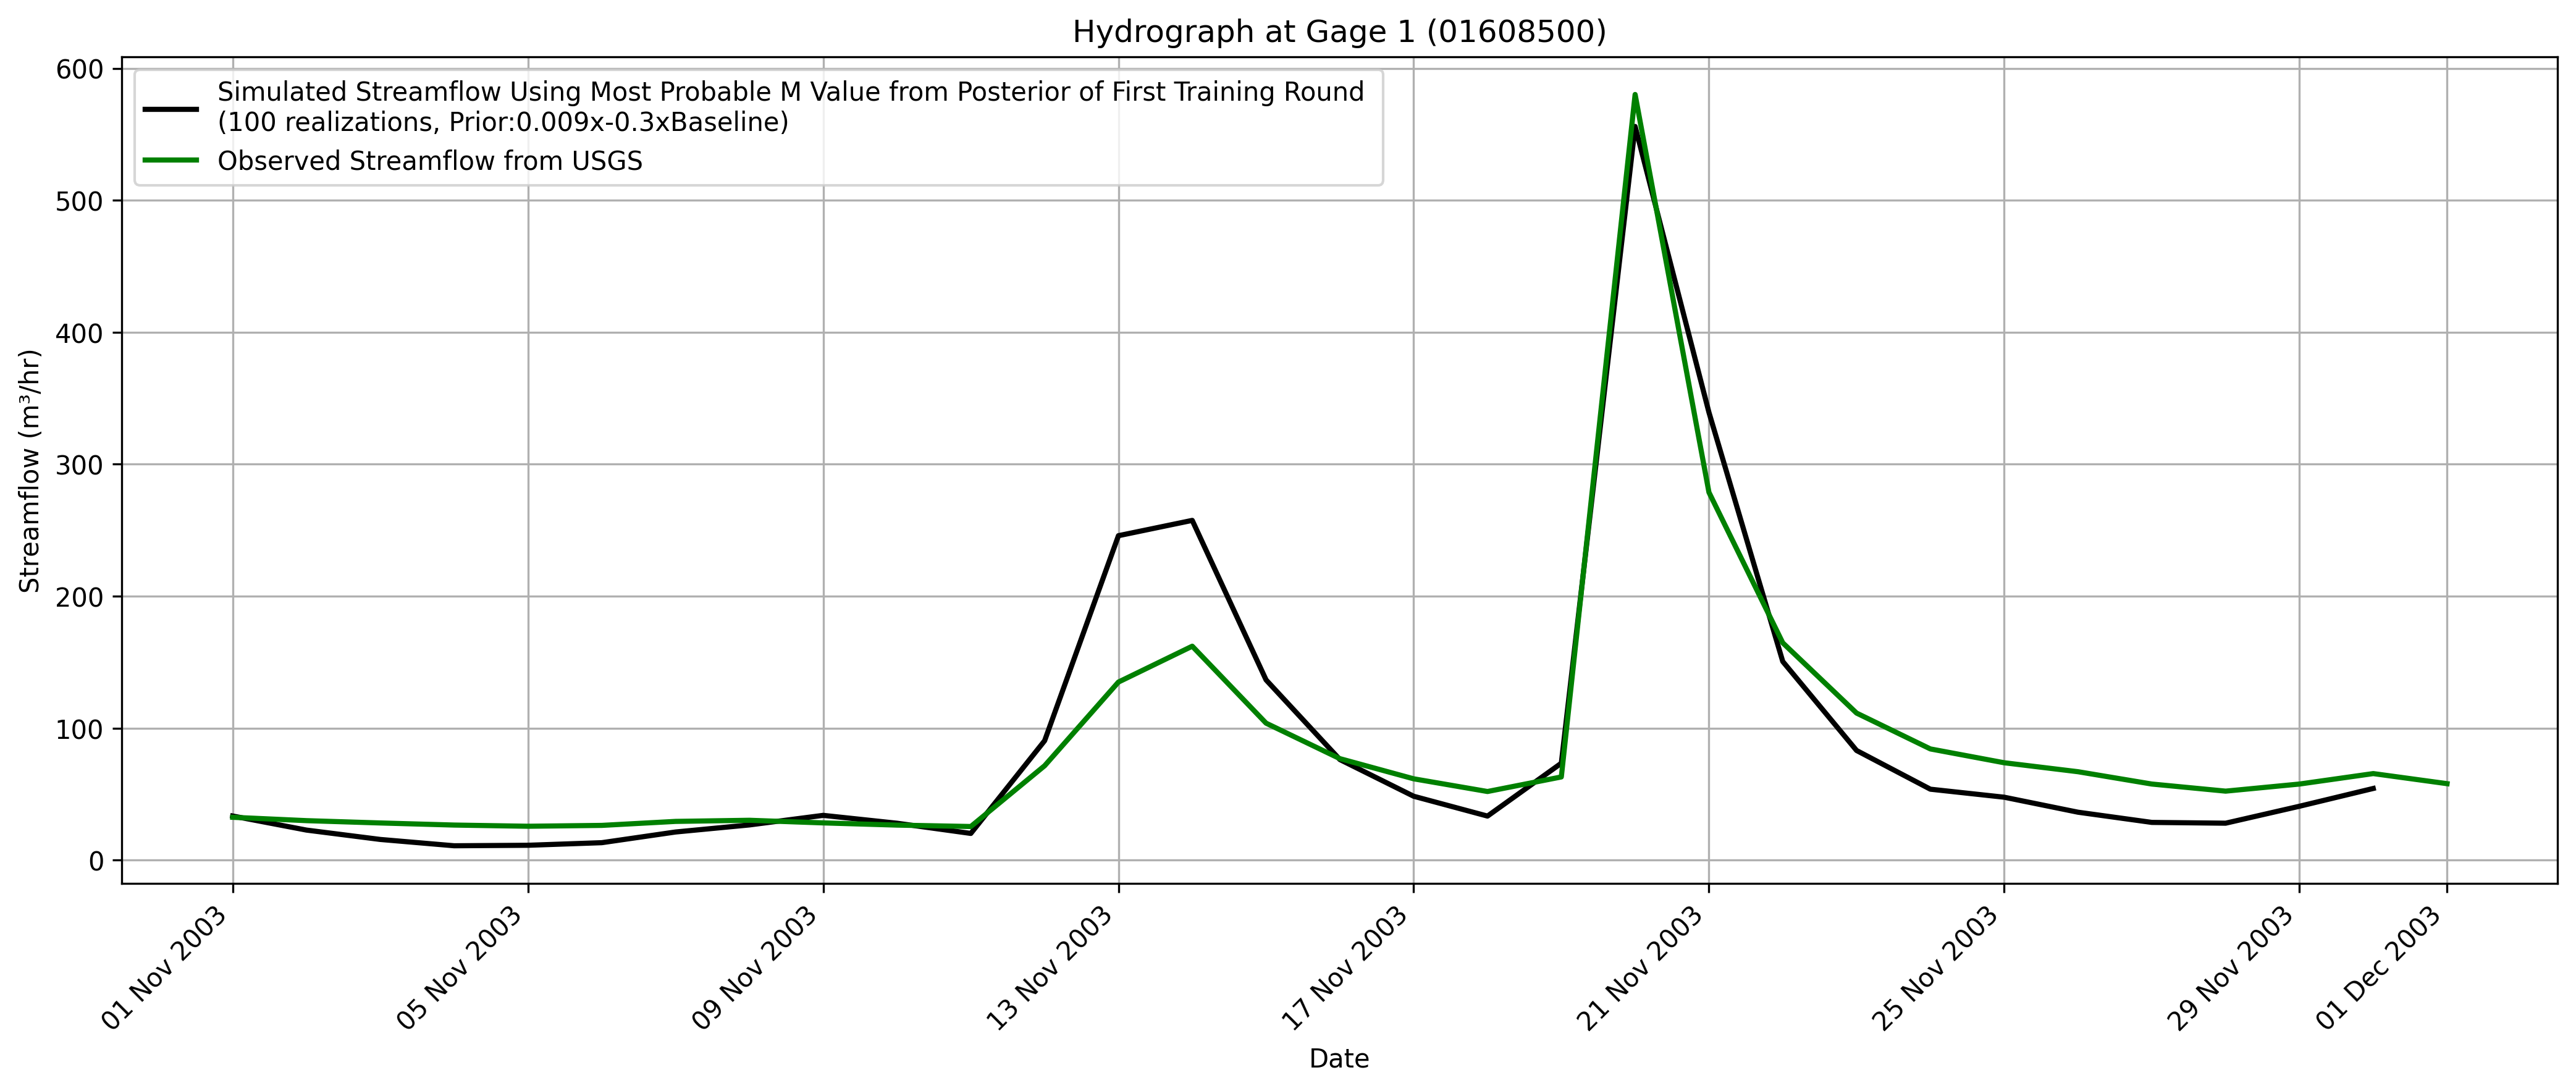 Hydrograph at Gage 1 (01608500)
Simulated Streamflow Using Most Probable M Value from Posterior of First Training Round
(100 realizations, Prior:0.009x-0.3xBaseline)
Observed Streamflow from USGS
Streamflow (m³/hr)
600
500
400
300
200
100
0
01 Nov 2003
05 Nov 2003
09 Nov 2003
13 Nov 2003
17 Nov 2003
21 Nov 2003
25 Nov 2003
29 Nov 2003
01 Dec 2003
Date